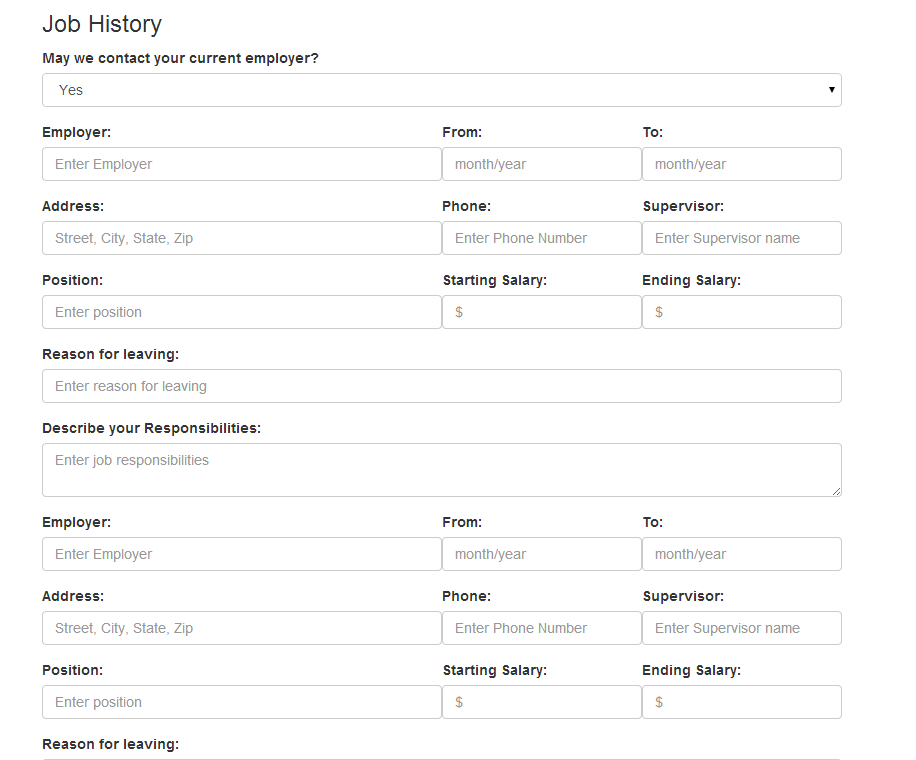 Job History
May we contact your current employer?
Yes
Employer: From: To:
Enter Employer month/year month/year
Address: Phone: Supervisor:
Street, City, State, Zip Enter Phone Number Enter Supervisor name
Position: Starting Salary: Ending Salary:
Enter position $ $
Reason for leaving:
Enter reason for leaving
Describe your Responsibilities:
Enter job responsibilities
Employer: From: To:
Enter Employer month/year month/year
Address: Phone: Supervisor:
Street, City, State, Zip Enter Phone Number Enter Supervisor name
Position: Starting Salary: Ending Salary:
Enter position $ $
Reason for leaving: